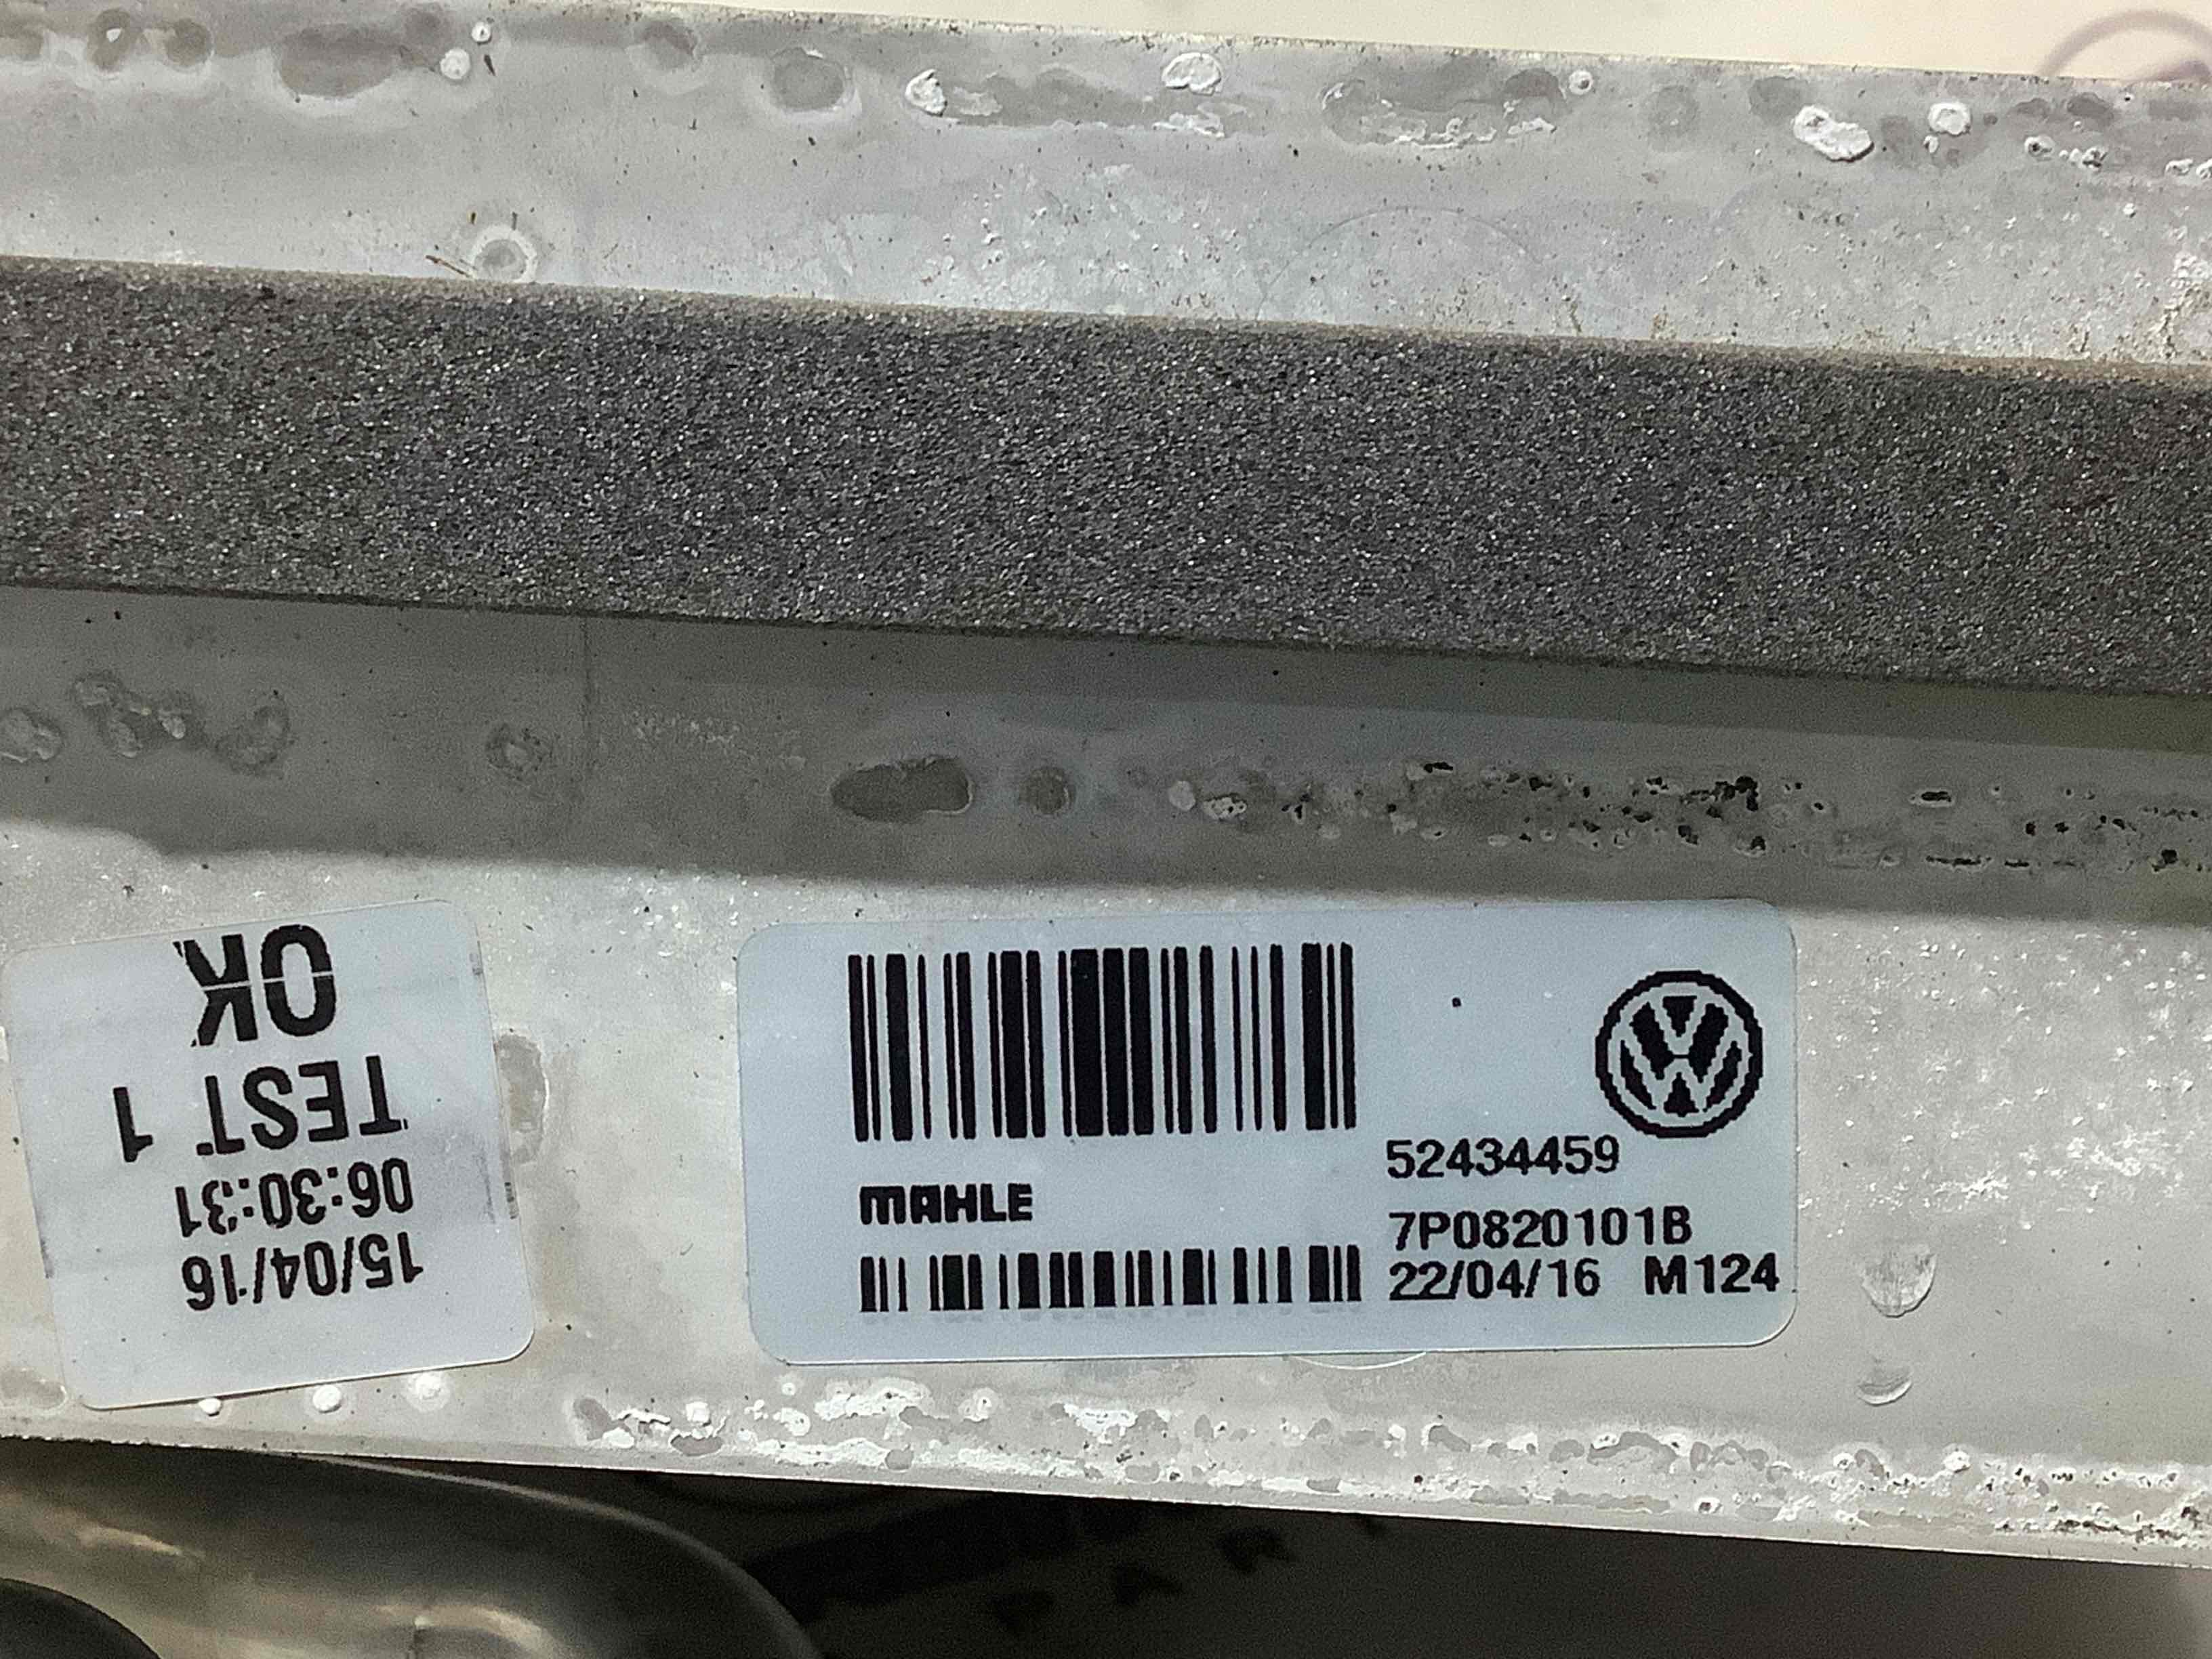 OK
TEST 1
06:30:31
15/04/16
52434459
MAHLE
7P0820101B
22/04/16 M124